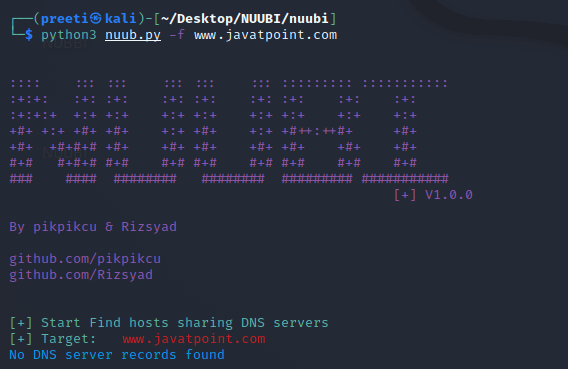 (preeti㉿kali)-[~/Desktop/NUUBI/nuubi]
$ python3 nuub.py -f www.javatpoint.com
::::    ::: :::    ::: :::    ::: ::::::::: :::::::::::
:+:+:   :+: :+:    :+: :+:    :+: :+:    :+:    :+:
:+:+:+  +:+ +:+    +:+ +:+    +:+ +:+    +:+    +:+
+#+ +:+ +#+ +#+    +:+ +#+    +:+ +#++:++#+     +#+
+#+  +#+#+# +#+    +#+ +#+    +#+ +#+    +#+    +#+
#+#   #+#+# #+#    #+# #+#    #+# #+#    #+#    #+#
###    ####  ########   ########  ######### ###########
[+] V1.0.0
By pikpikcu & Rizsyad
github.com/pikpikcu
github.com/Rizsyad
[+] Start Find hosts sharing DNS servers
[+] Target:   www.javatpoint.com
No DNS server records found